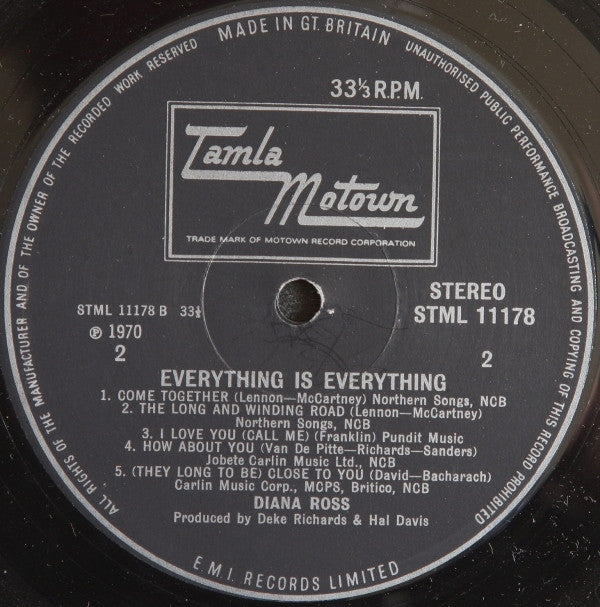 MADE IN GT. BRITAIN
UNAUTHORISED PUBLIC PERFORMANCE BROADCASTING AND COPYING OF THIS RECORD PROHIBITED
E.M.I. RECORDS LIMITED
ALL RIGHTS OF THE MANUFACTURER AND OF THE OWNER OF THE RECORDED WORK RESERVED
33⅓ R.P.M.
Tamla
Motown
TRADE MARK OF MOTOWN RECORD CORPORATION
STEREO
STML 11178
STML 11178 B 33⅓
℗ 1970
2
2
EVERYTHING IS EVERYTHING
1. COME TOGETHER (Lennon—McCartney) Northern Songs, NCB
2. THE LONG AND WINDING ROAD (Lennon—McCartney)
Northern Songs, NCB
3. I LOVE YOU (CALL ME) (Franklin) Pundit Music
4. HOW ABOUT YOU (Van De Pitte—Richards—Sanders)
Jobete Carlin Music Ltd., NCB
5. (THEY LONG TO BE) CLOSE TO YOU (David—Bacharach)
Carlin Music Corp., MCPS, Britico, NCB
DIANA ROSS
Produced by Deke Richards & Hal Davis